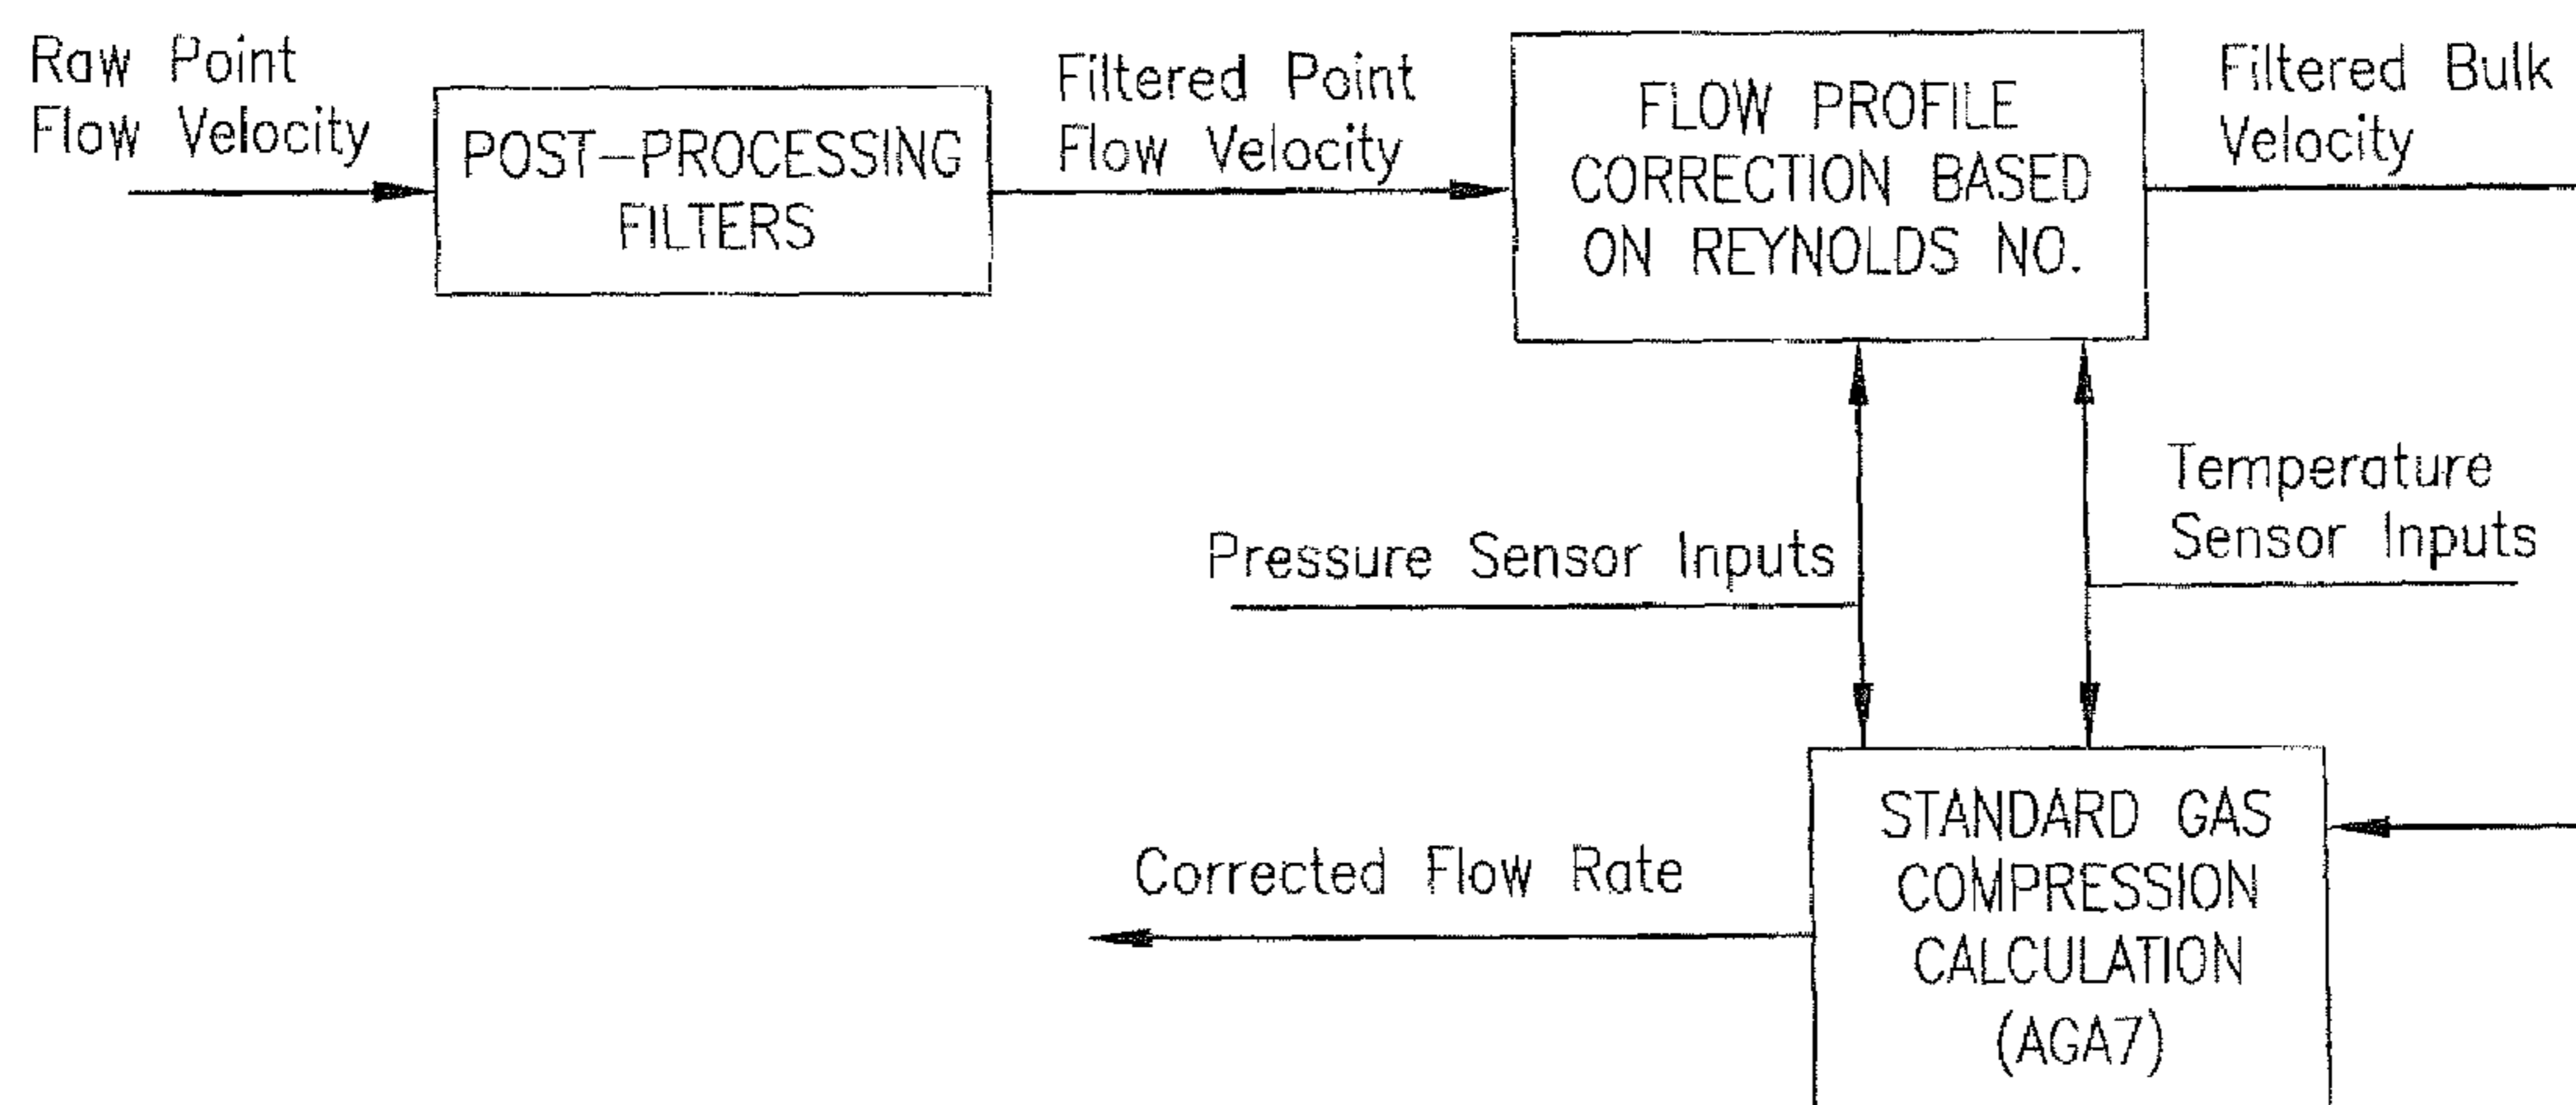 Raw Point
Flow Velocity
POST-PROCESSING
FILTERS
Filtered Point
Flow Velocity
FLOW PROFILE
CORRECTION BASED
ON REYNOLDS NO.
Filtered Bulk
Velocity
Pressure Sensor Inputs
Temperature
Sensor Inputs
Corrected Flow Rate
STANDARD GAS
COMPRESSION
CALCULATION
(AGA7)